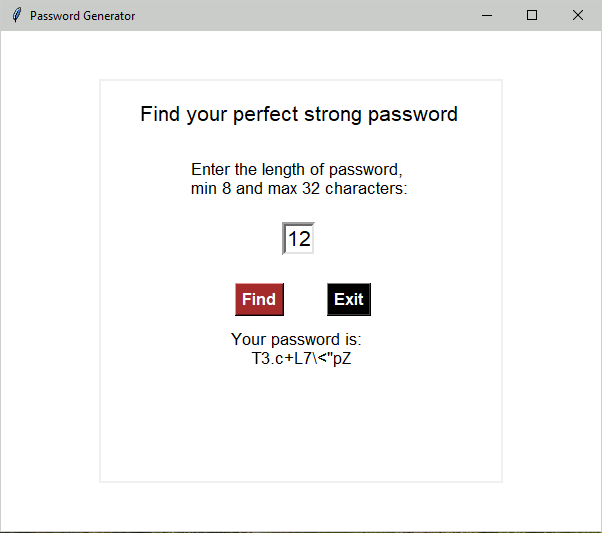 Password Generator
Find your perfect strong password
Enter the length of password,
min 8 and max 32 characters:
12
Find
Exit
Your password is:
T3.c+L7\<"pZ